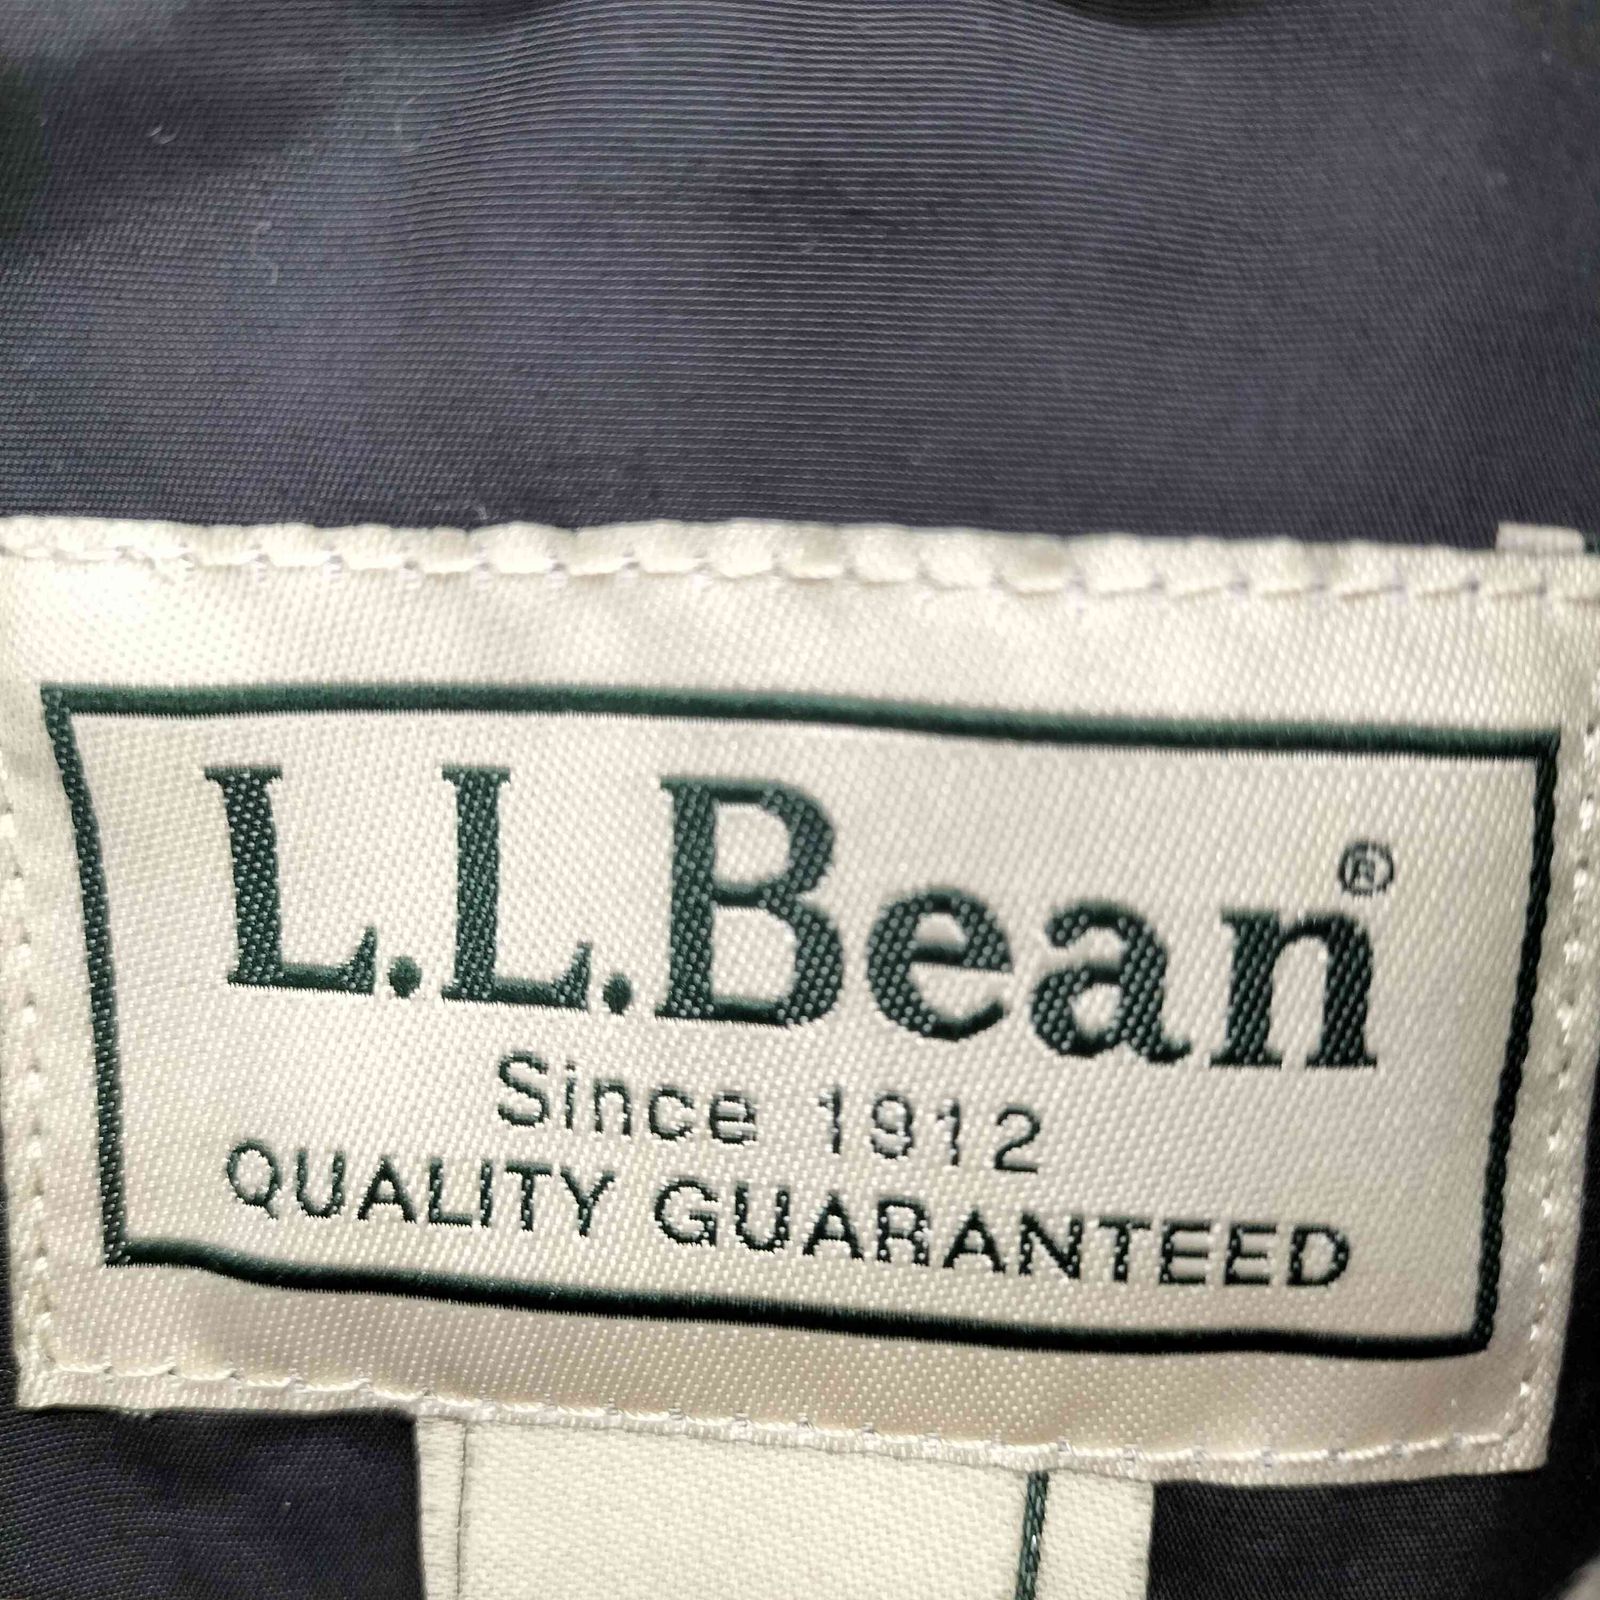 L.L.Bean®
Since 1912
QUALITY GUARANTEED